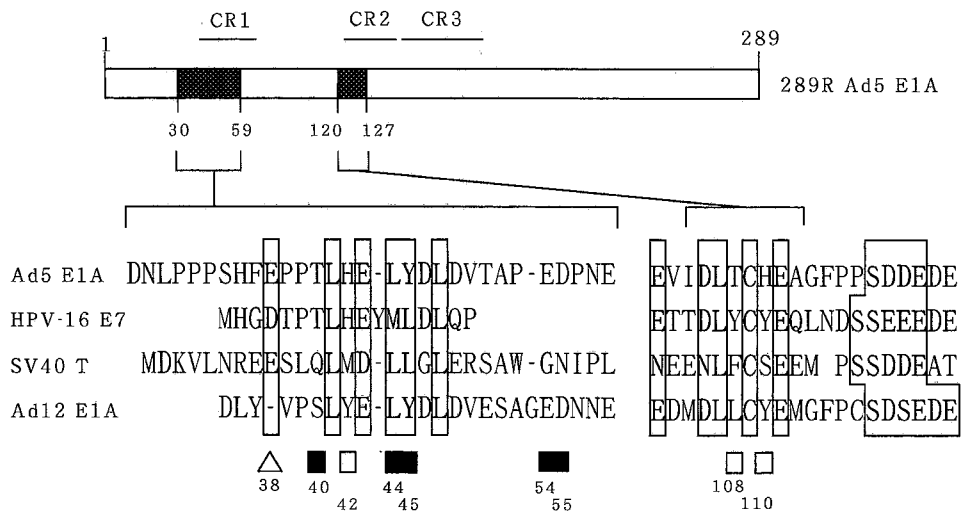 CR1 CR2 CR3
1 289
289R Ad5 E1A
30 59 120 127
Ad5 E1A DNLPPPSHFEPPTLHE-LYDLDVTAP-EDPNE EVIDLTCHEAGFPPSDDEDE
HPV-16 E7 MHGDTPTLHEYMLDLQP ETTDLYCYEQLNDSSEEEDE
SV40 T MDKVLNREESLQLMD-LLGLERSAW-GNIPL NEENLFCSEEM PSSDDEAT
Ad12 E1A DLY-VPSLYE-LYDLDVESAGEDNNE EDMDLLCYEMGFPCSDSEDE
38 40 42 44 45 54 55 108 110